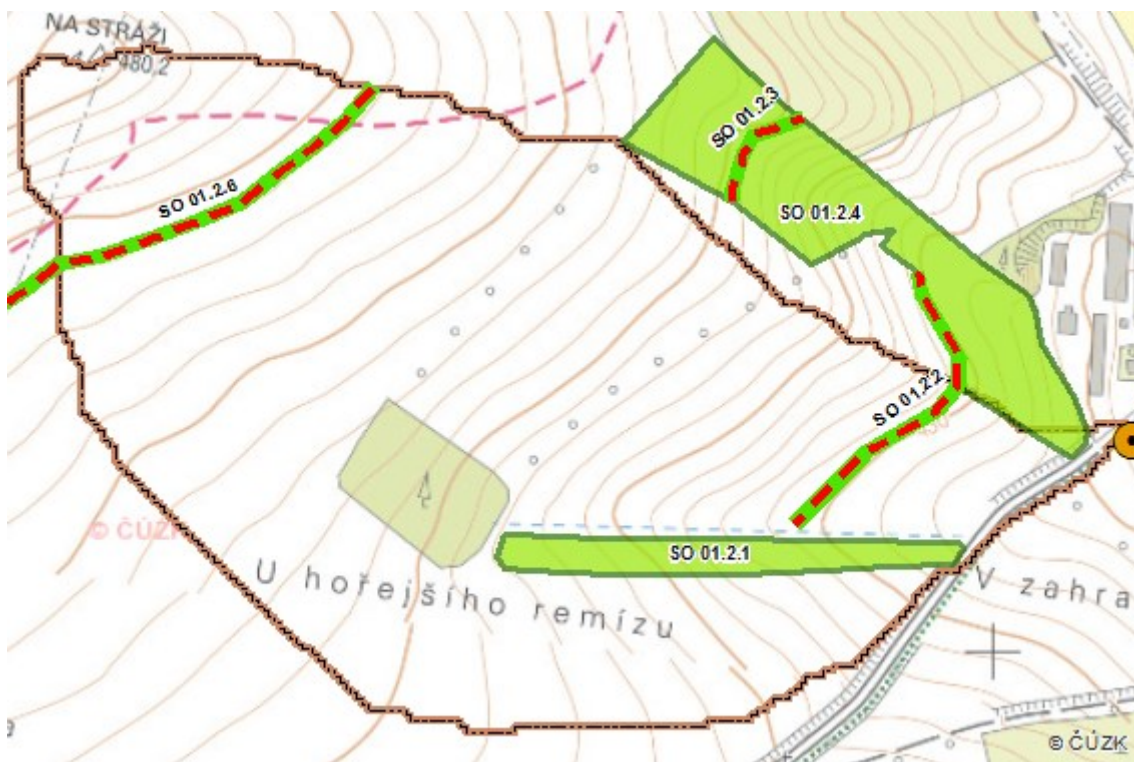 NA STRÁŽI
480,2
SO 01.2.3
SO 01.2.6
SO 01.2.4
SO 01.2.2
450
© ČÚZK
SO 01.2.1
U hořejšího remízu
V zahra
© ČÚZK